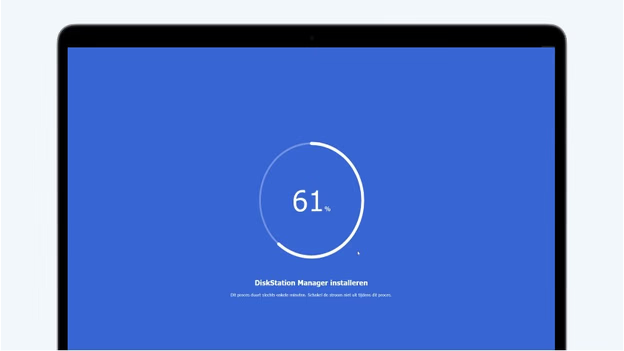 61%
DiskStation Manager installeren
Dit proces duurt slechts enkele minuten. Schakel de stroom niet uit tijdens dit proces.